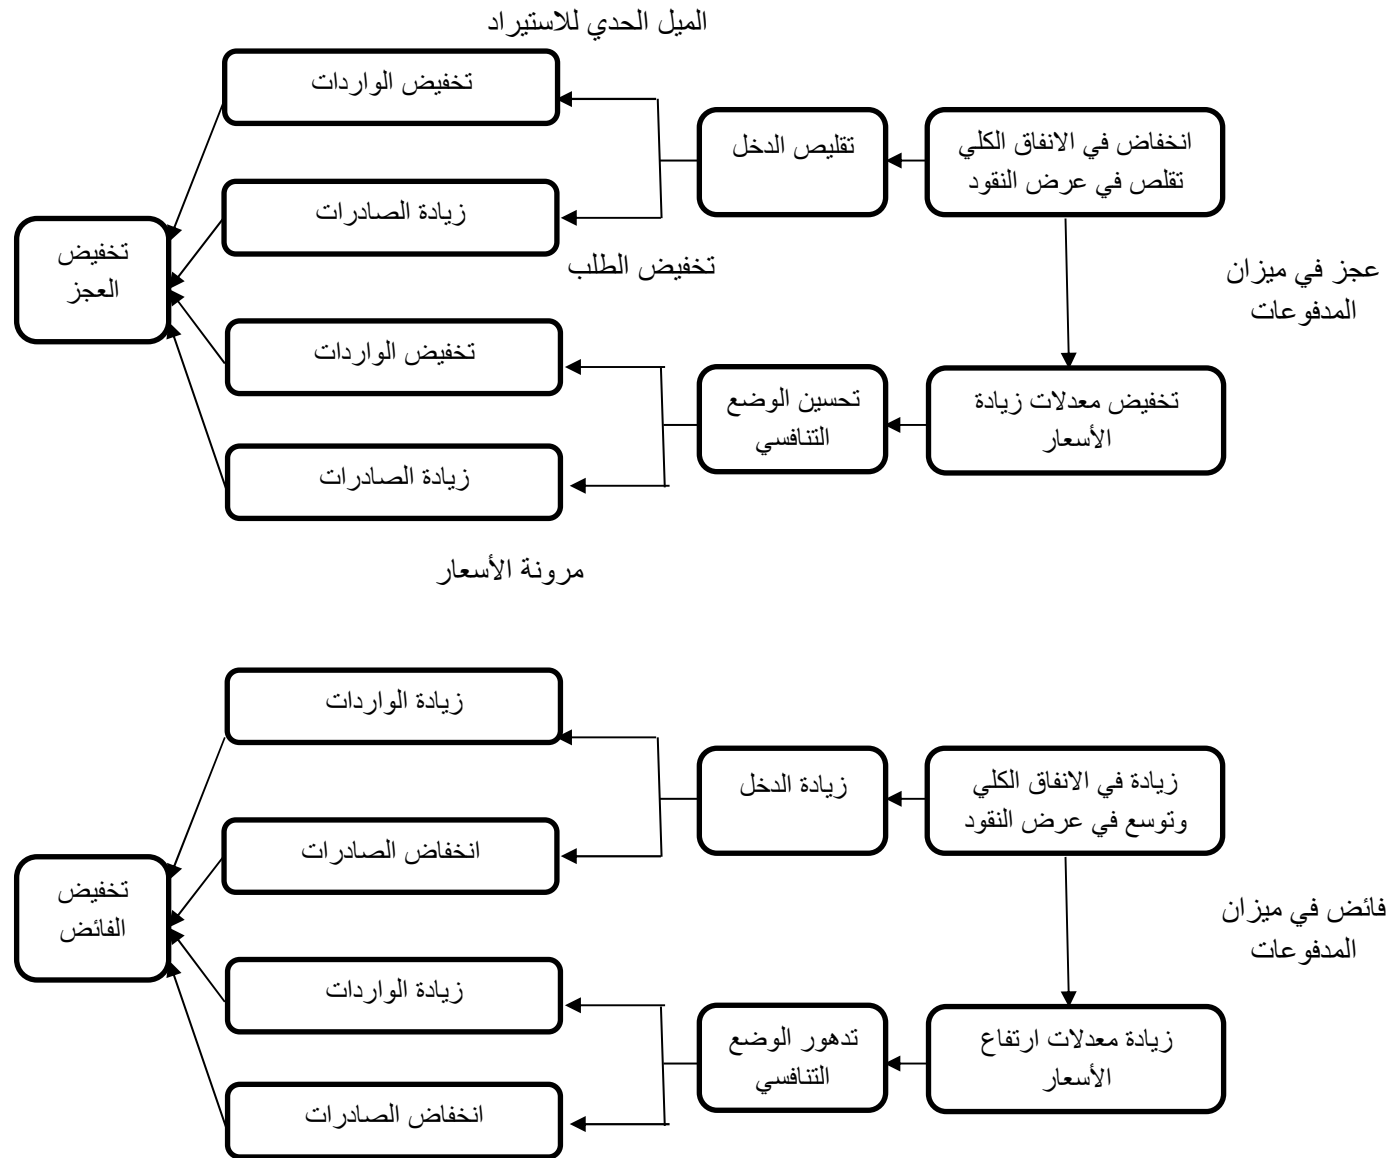 الميل الحدي للاستيراد
انخفاض في الانفاق الكلي
تقلص في عرض النقود
تقليص الدخل
تخفيض الواردات
زيادة الصادرات
تخفيض الطلب
عجز في ميزان
المدفوعات
تخفيض
العجز
تخفيض معدلات زيادة
الأسعار
تحسين الوضع
التنافسي
تخفيض الواردات
زيادة الصادرات
مرونة الأسعار
زيادة في الانفاق الكلي
وتوسع في عرض النقود
زيادة الدخل
زيادة الواردات
انخفاض الصادرات
فائض في ميزان
المدفوعات
تخفيض
الفائض
زيادة معدلات ارتفاع
الأسعار
تدهور الوضع
التنافسي
زيادة الواردات
انخفاض الصادرات